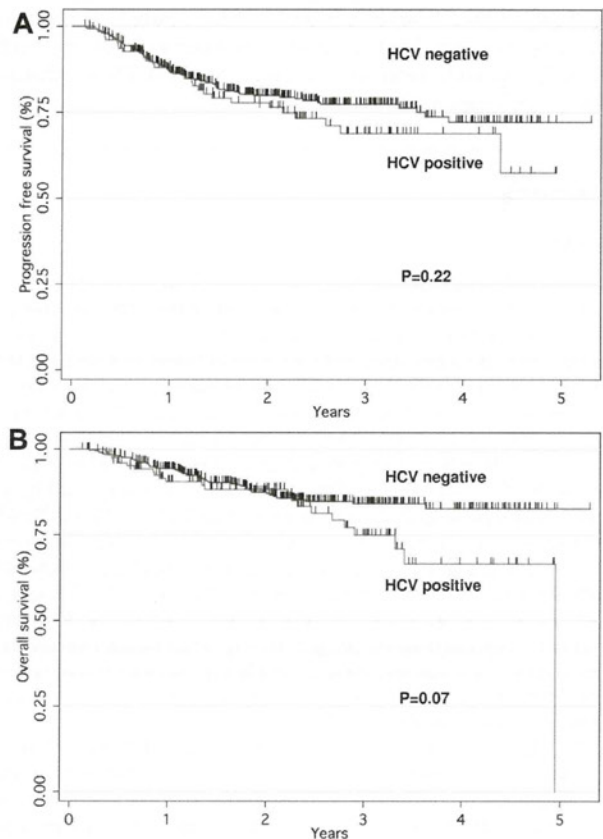 A
Progression free survival (%)
1.00
0.75
0.50
0.25
0.00
HCV negative
HCV positive
P=0.22
0 1 2 3 4 5
Years
B
Overall survival (%)
1.00
0.75
0.50
0.25
0.00
HCV negative
HCV positive
P=0.07
0 1 2 3 4 5
Years